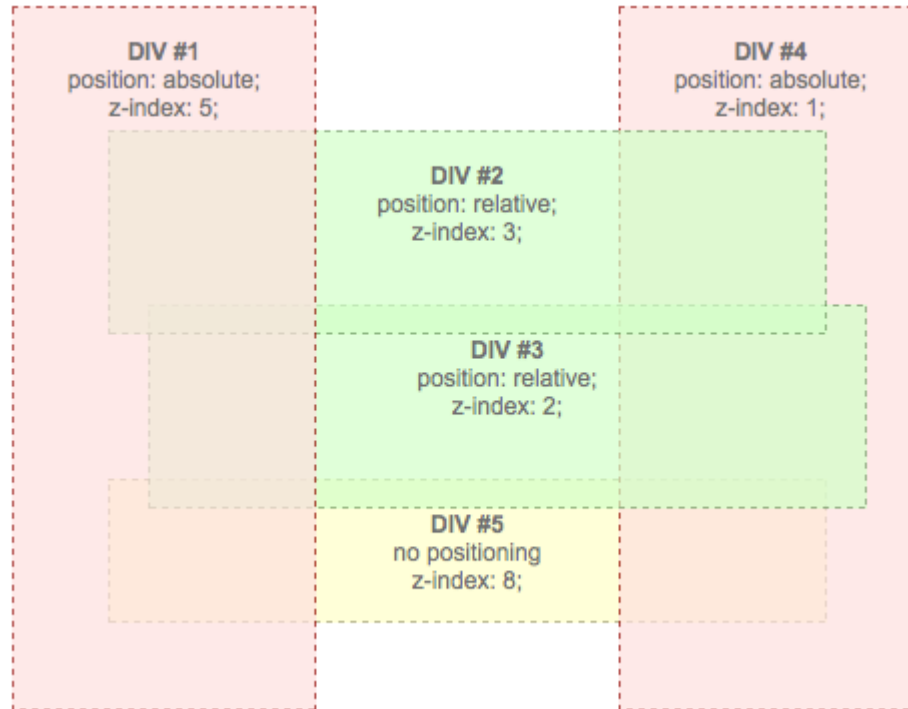 DIV #1
position: absolute;
z-index: 5;
DIV #4
position: absolute;
z-index: 1;
DIV #2
position: relative;
z-index: 3;
DIV #3
position: relative;
z-index: 2;
DIV #5
no positioning
z-index: 8;